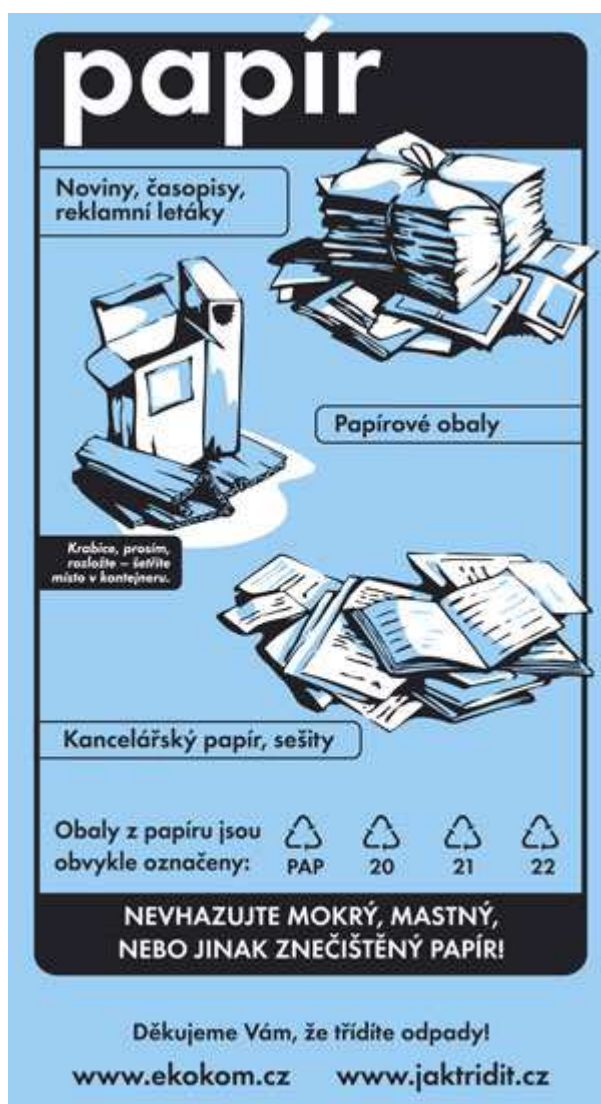 papír
Noviny, časopisy,
reklamní letáky
Papírové obaly
Krabice, prosím,
rozložte – šetříte
místo v kontejneru.
Kancelářský papír, sešity
Obaly z papíru jsou
obvykle označeny:
PAP 20 21 22
NEVHAZUJTE MOKRÝ, MASTNÝ,
NEBO JINAK ZNEČIŠTĚNÝ PAPÍR!
Děkujeme Vám, že třídíte odpady!
www.ekokom.cz www.jaktridit.cz